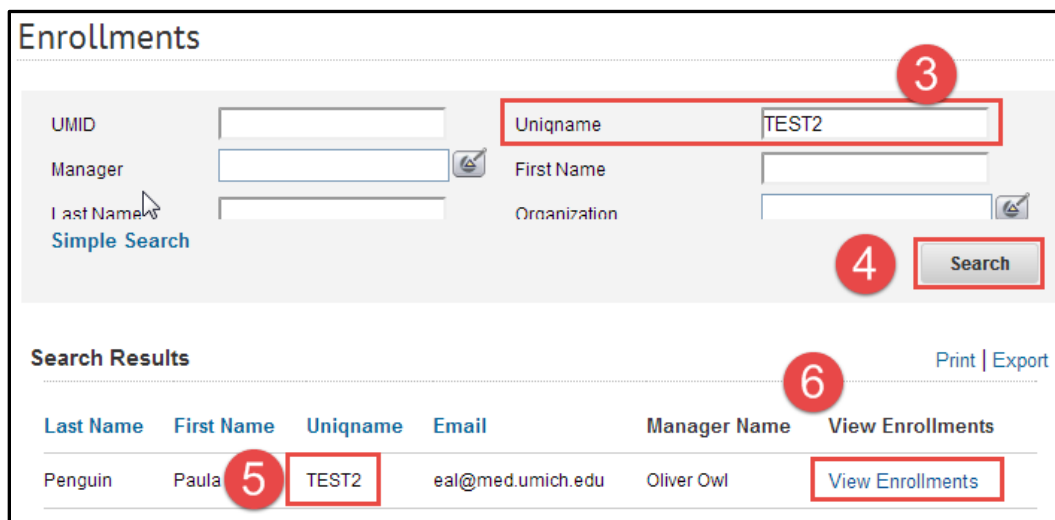 Enrollments
3
UMID Uniqname TEST2
Manager First Name
Last Name Organization
Simple Search
4 Search
Search Results Print | Export
6
Last Name First Name Uniqname Email Manager Name View Enrollments
Penguin Paula 5 TEST2 eal@med.umich.edu Oliver Owl View Enrollments